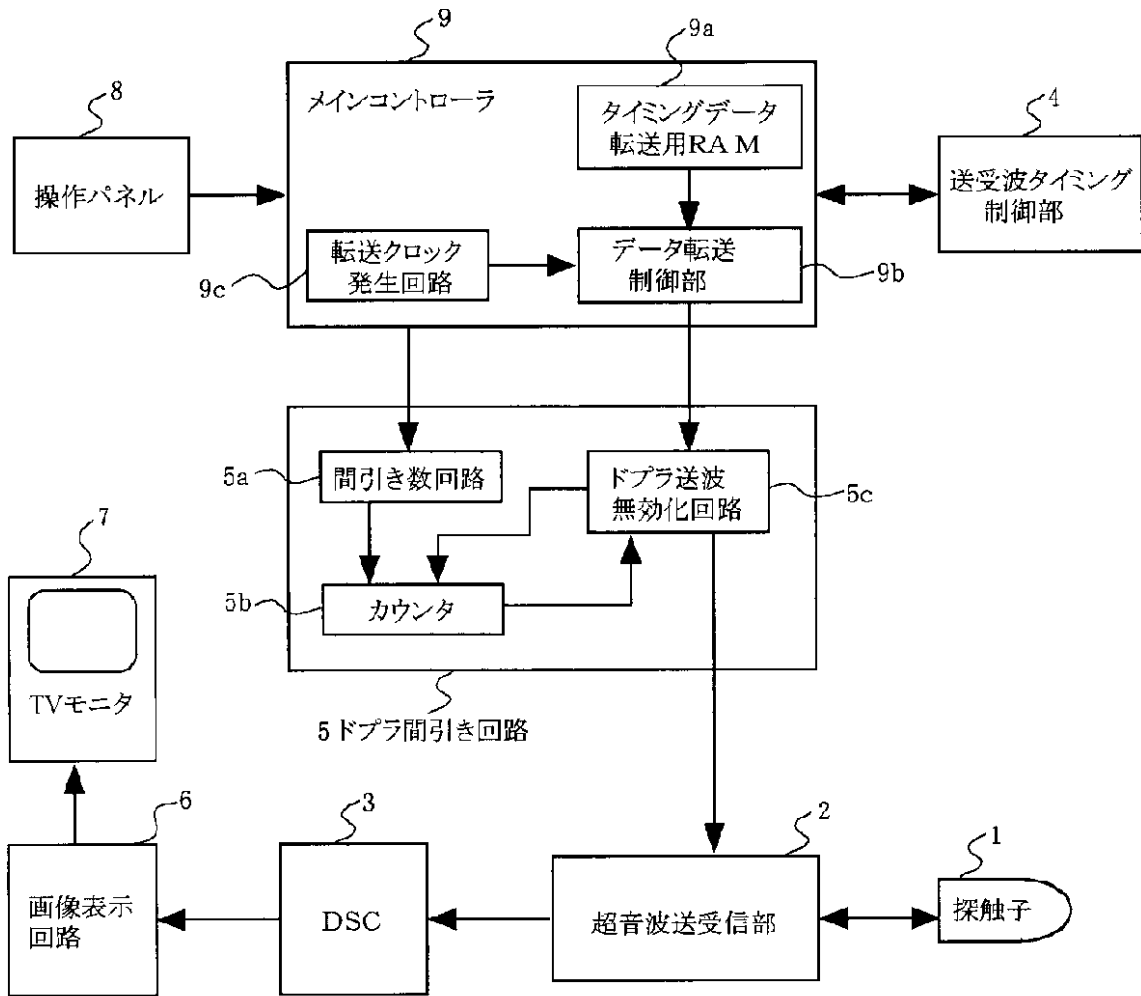 9
9a
8
メインコントローラ
タイミングデータ
転送用RAM
4
操作パネル
送受波タイミング
制御部
転送クロック
発生回路
データ転送
制御部
9c
9b
5a
間引き数回路
ドプラ送波
無効化回路
5c
7
5b
カウンタ
TVモニタ
5ドプラ間引き回路
6
3
2
1
画像表示
回路
DSC
超音波送受信部
探触子